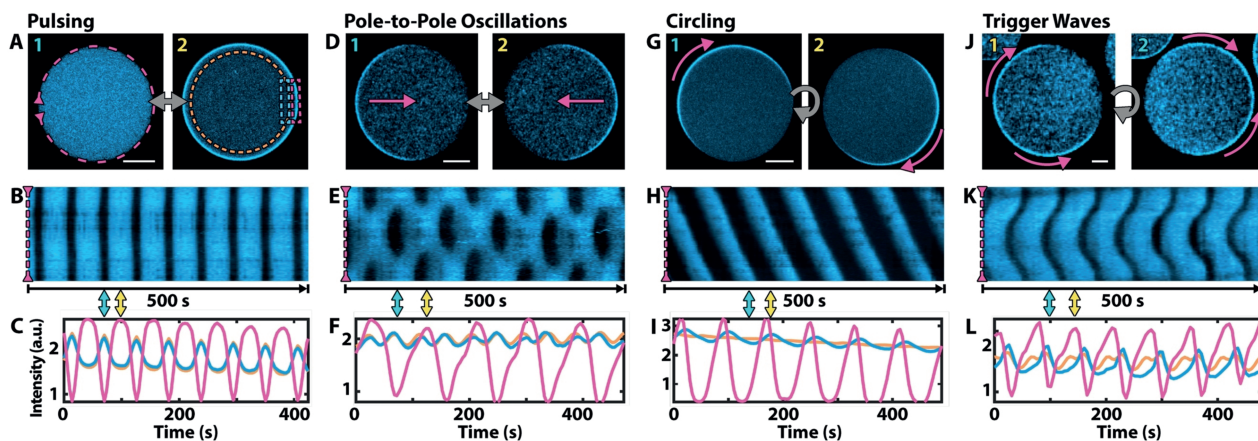 Pulsing Pole-to-Pole Oscillations Circling Trigger Waves
A 1 2 D 1 2 G 1 2 J 1 2
B E H K
500 s 500 s 500 s 500 s
C F I L
Intensity (a.u.)
2 1 2 1 3 2 1 2 1
0 200 400 0 200 400 0 200 400 0 200 400
Time (s) Time (s) Time (s) Time (s)